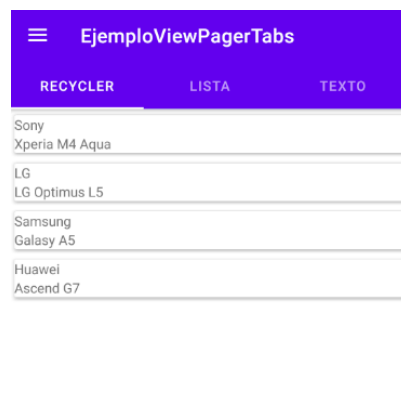 EjemploViewPagerTabs
RECYCLER LISTA TEXTO
Sony
Xperia M4 Aqua
LG
LG Optimus L5
Samsung
Galasy A5
Huawei
Ascend G7